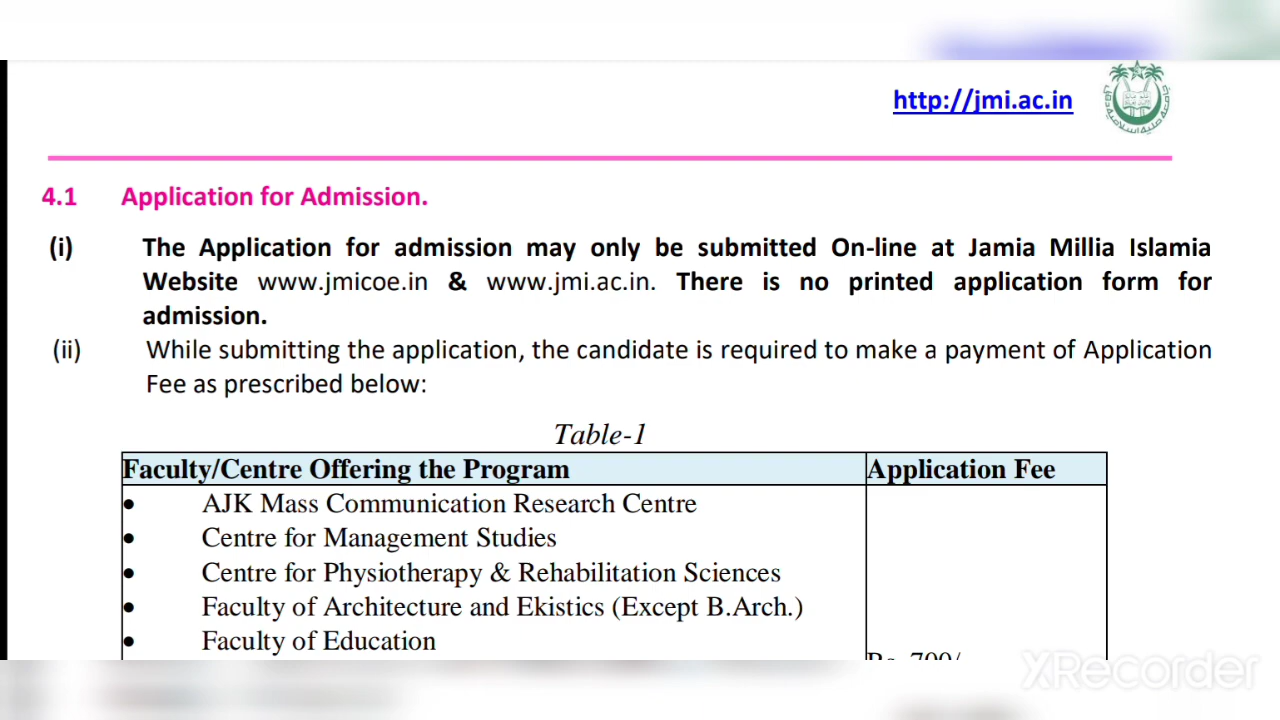 http://jmi.ac.in
4.1 Application for Admission.
(i) The Application for admission may only be submitted On-line at Jamia Millia Islamia
Website www.jmicoe.in & www.jmi.ac.in. There is no printed application form for
admission.
(ii) While submitting the application, the candidate is required to make a payment of Application
Fee as prescribed below:
Table-1
Faculty/Centre Offering the Program Application Fee
• AJK Mass Communication Research Centre
• Centre for Management Studies
• Centre for Physiotherapy & Rehabilitation Sciences
• Faculty of Architecture and Ekistics (Except B.Arch.)
• Faculty of Education
XRecorder